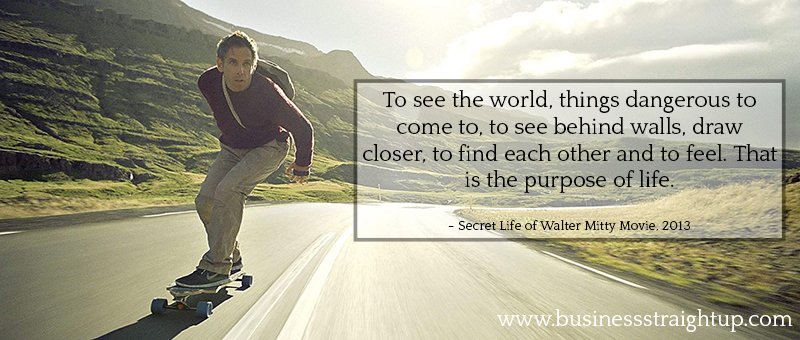 To see the world, things dangerous to
come to, to see behind walls, draw
closer, to find each other and to feel. That
is the purpose of life.
- Secret Life of Walter Mitty Movie. 2013
www.businessstraightup.com